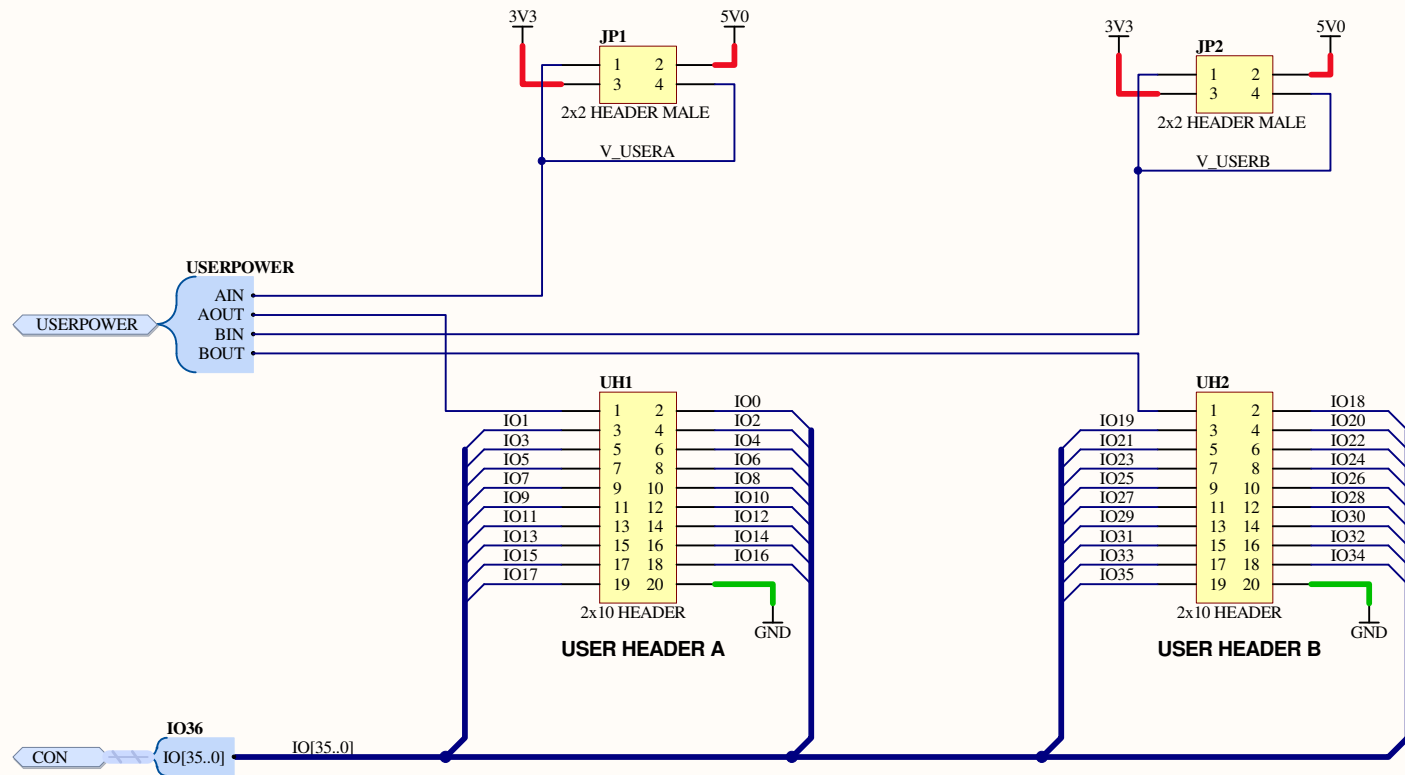 3V3 5V0 3V3 5V0
JP1 JP2
1 2 1 2
3 4 3 4
2x2 HEADER MALE 2x2 HEADER MALE
V_USERA V_USERB
USERPOWER
AIN
AOUT
USERPOWER
BIN
BOUT
UH1 UH2
1 2 IO0 1 2 IO18
IO1 3 4 IO2 IO19 3 4 IO20
IO3 5 6 IO4 IO21 5 6 IO22
IO5 7 8 IO6 IO23 7 8 IO24
IO7 9 10 IO8 IO25 9 10 IO26
IO9 11 12 IO10 IO27 11 12 IO28
IO11 13 14 IO12 IO29 13 14 IO30
IO13 15 16 IO14 IO31 15 16 IO32
IO15 17 18 IO16 IO33 17 18 IO34
IO17 19 20 IO35 19 20
2x10 HEADER 2x10 HEADER
GND GND
USER HEADER A USER HEADER B
IO36
IO[35..0]
CON IO[35..0]